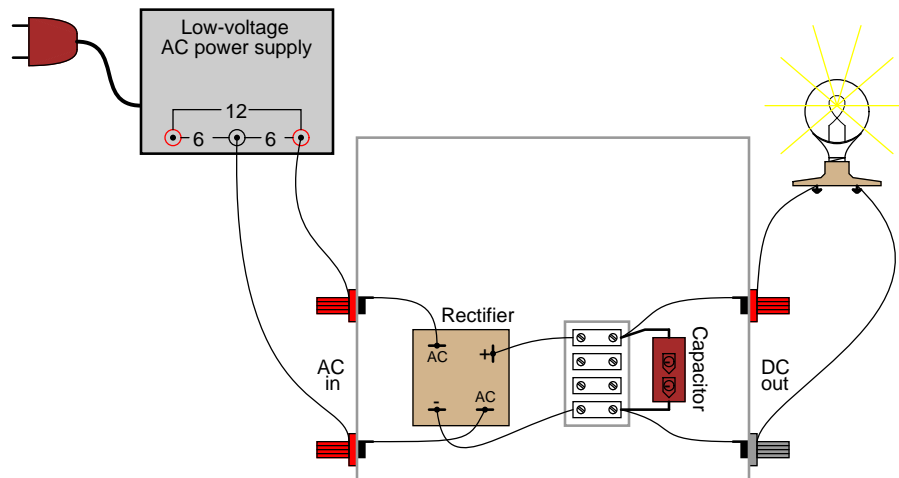 Low-voltage
AC power supply
12
6 6
Rectifier
AC
+
-
AC
AC
in
Capacitor
DC
out